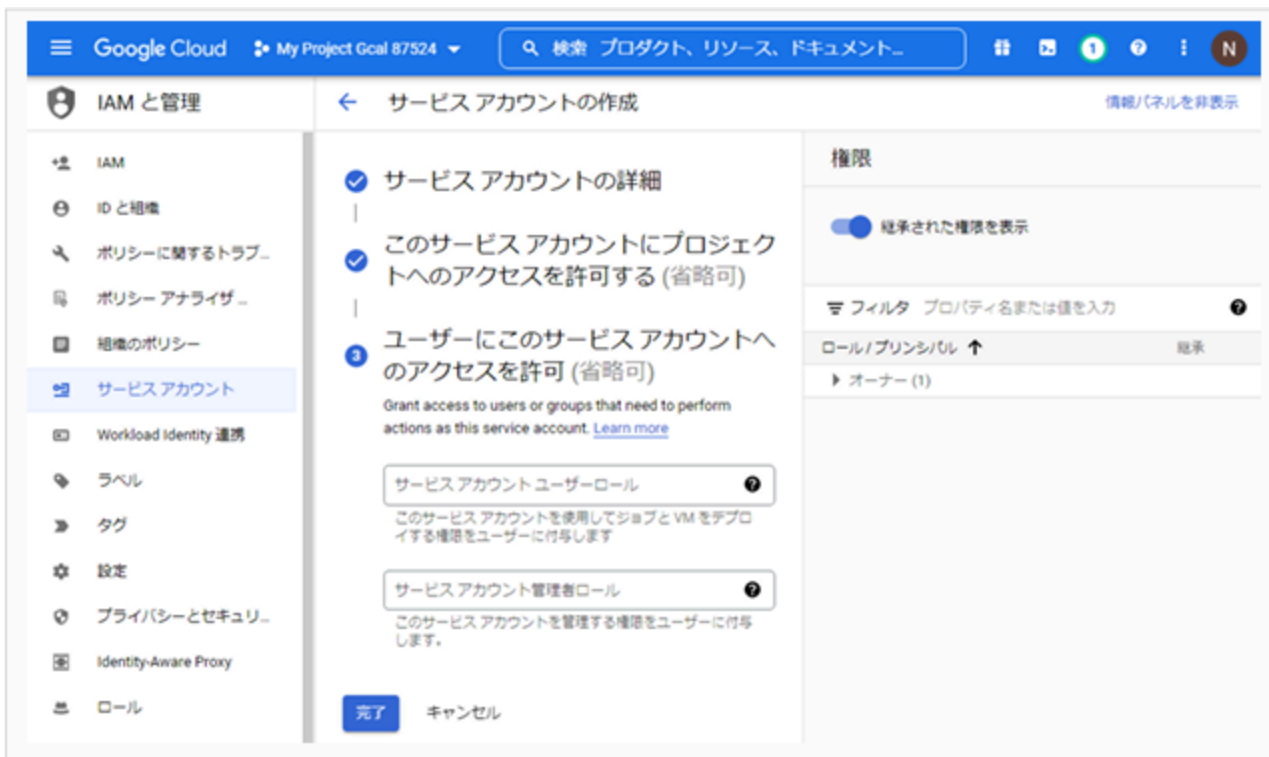 Google Cloud
My Project Gcal 87524
検索 プロダクト、リソース、ドキュメント...
1
N
IAM と管理
サービス アカウントの作成
情報パネルを非表示
IAM
ID と組織
ポリシーに関するトラブ...
ポリシー アナライザ ...
組織のポリシー
サービス アカウント
Workload Identity 連携
ラベル
タグ
設定
プライバシーとセキュリ...
Identity-Aware Proxy
ロール
サービス アカウントの詳細
このサービス アカウントにプロジェク
トへのアクセスを許可する (省略可)
3
ユーザーにこのサービス アカウントへ
のアクセスを許可 (省略可)
Grant access to users or groups that need to perform
actions as this service account. Learn more
サービス アカウント ユーザーロール
このサービス アカウントを使用してジョブと VM をデプロ
イする権限をユーザーに付与します
サービス アカウント管理者ロール
このサービス アカウントを管理する権限をユーザーに付与
します。
完了
キャンセル
権限
継承された権限を表示
フィルタ プロパティ名または値を入力
ロール / プリンシパル ↑ 継承
オーナー (1)